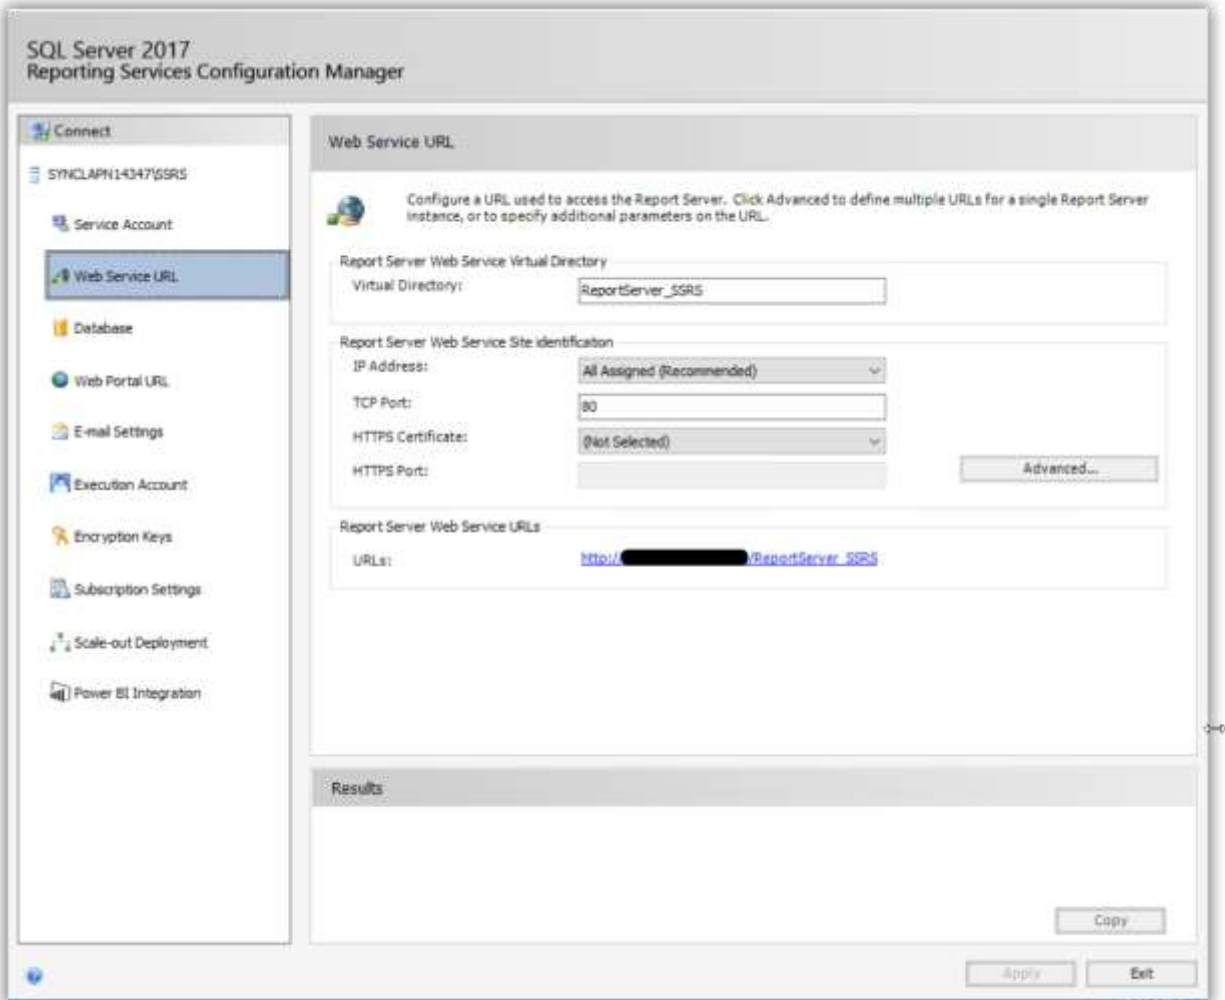 SQL Server 2017
Reporting Services Configuration Manager
Connect
SYNCLAPN14347\SSRS
Service Account
Web Service URL
Database
Web Portal URL
E-mail Settings
Execution Account
Encryption Keys
Subscription Settings
Scale-out Deployment
Power BI Integration
Web Service URL
Configure a URL used to access the Report Server. Click Advanced to define multiple URLs for a single Report Server
instance, or to specify additional parameters on the URL.
Report Server Web Service Virtual Directory
Virtual Directory: ReportServer_SSRS
Report Server Web Service Site identification
IP Address: All Assigned (Recommended)
TCP Port: 80
HTTPS Certificate: (Not Selected)
HTTPS Port:
Advanced...
Report Server Web Service URLs
URLs: http:/ /ReportServer_SSRS
Results
Copy
Apply Exit